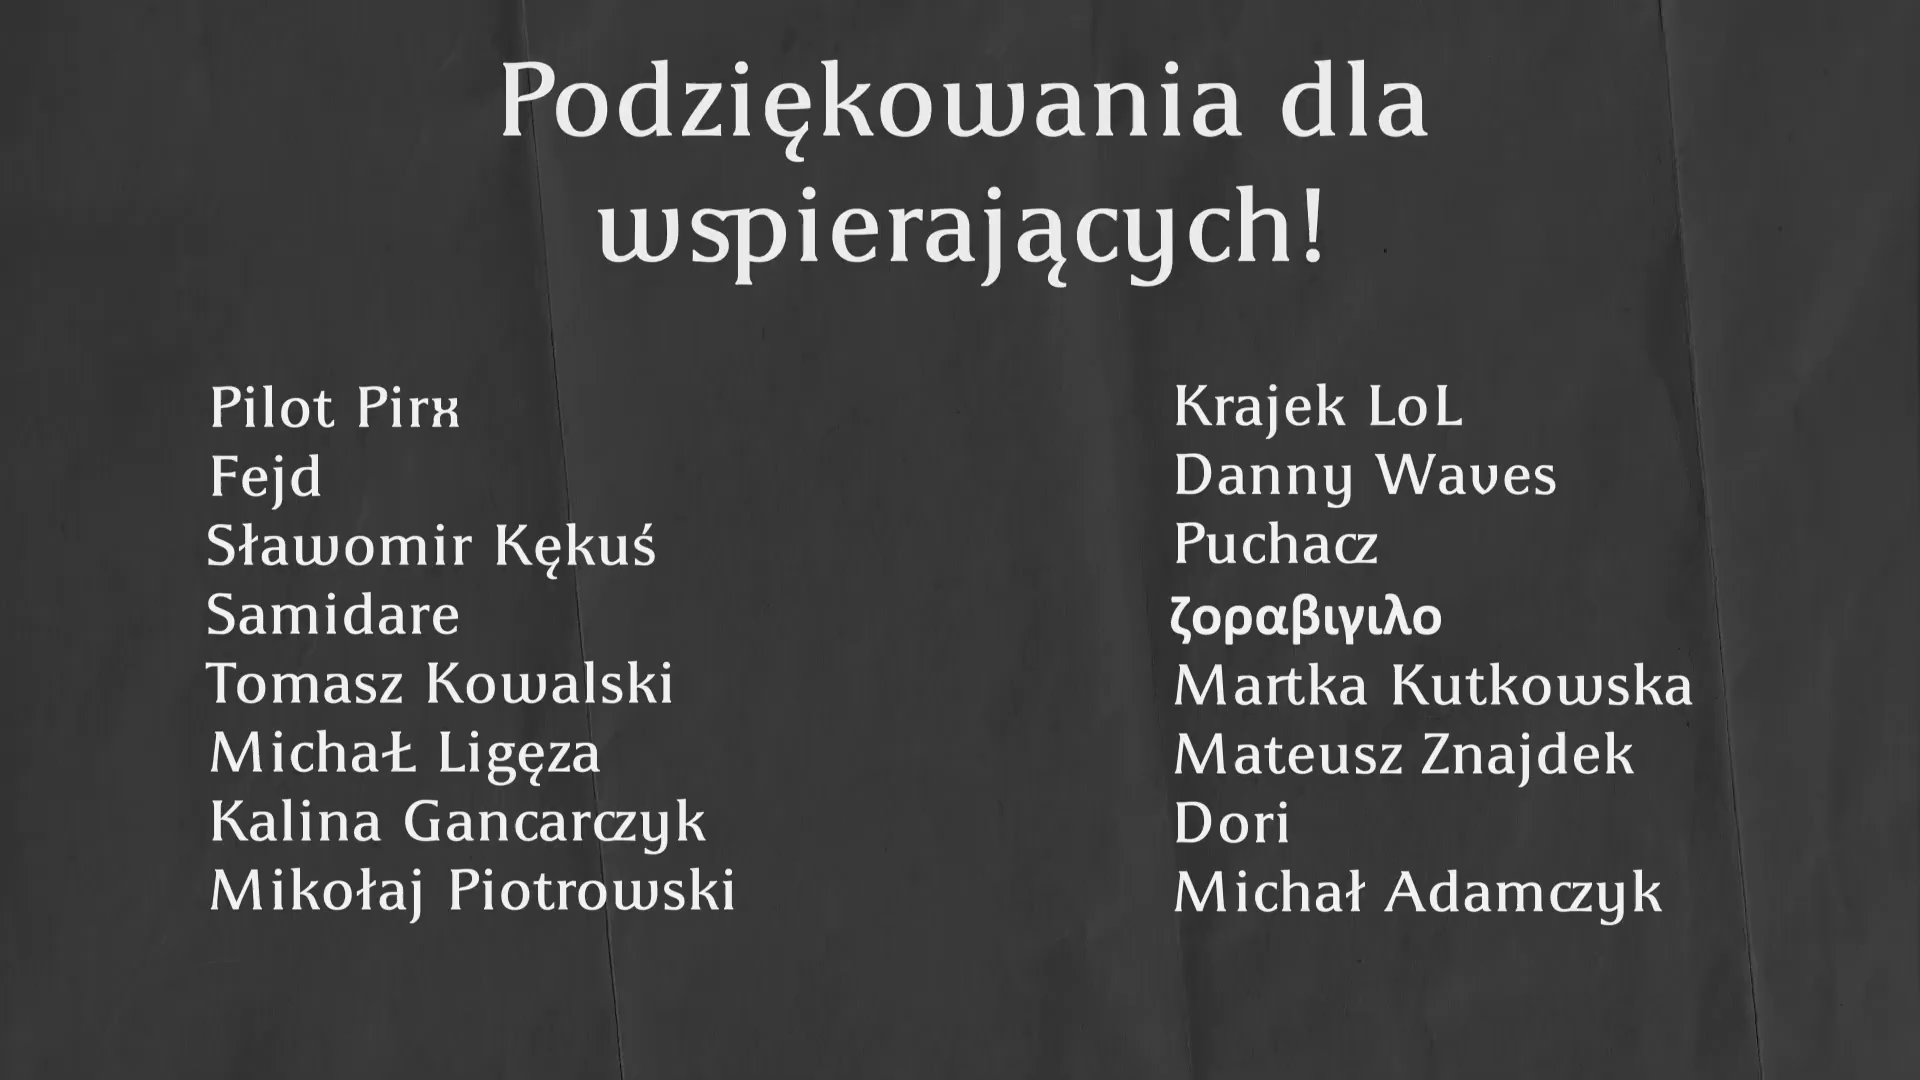 Podziękowania dla
wspierających!
Pilot Pirx
Fejd
Sławomir Kękuś
Samidare
Tomasz Kowalski
MichaŁ Ligęza
Kalina Gancarczyk
Mikołaj Piotrowski
Krajek LoL
Danny Waves
Puchacz
ζοραβιγιλο
Martka Kutkowska
Mateusz Znajdek
Dori
Michał Adamczyk